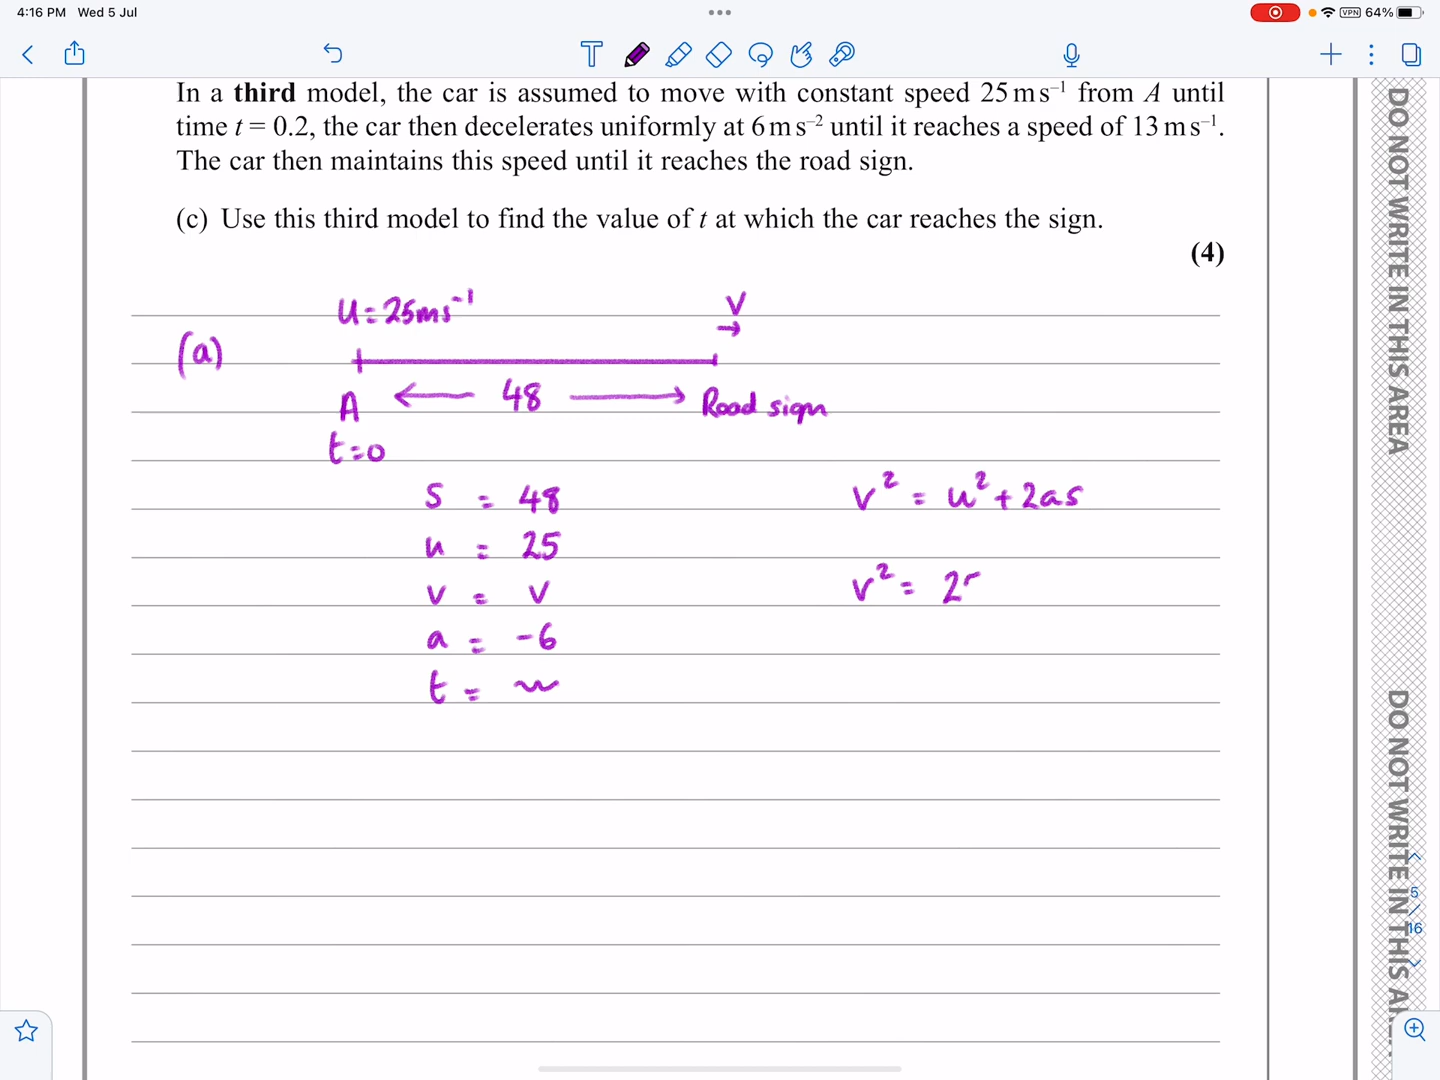 4:16 PM Wed 5 Jul
VPN 64%
In a third model, the car is assumed to move with constant speed 25 m s⁻¹ from A until
time t = 0.2, the car then decelerates uniformly at 6 m s⁻² until it reaches a speed of 13 m s⁻¹.
The car then maintains this speed until it reaches the road sign.
(c) Use this third model to find the value of t at which the car reaches the sign.
(4)
(a)
u = 25ms⁻¹
v
A
48
Road sign
t=0
s = 48
u = 25
v = v
a = -6
t =
v² = u² + 2as
v² = 2
DO NOT WRITE IN THIS AREA
DO NOT WRITE IN THIS AR
5
16